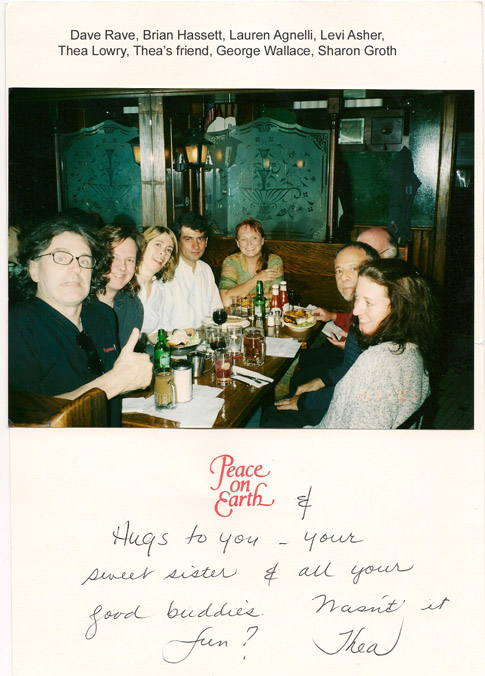 Dave Rave, Brian Hassett, Lauren Agnelli, Levi Asher,
Thea Lowry, Thea's friend, George Wallace, Sharon Groth
Peace
on
Earth &
Hugs to you – your
sweet sister & all your
good buddies. Wasn't it
fun? Thea